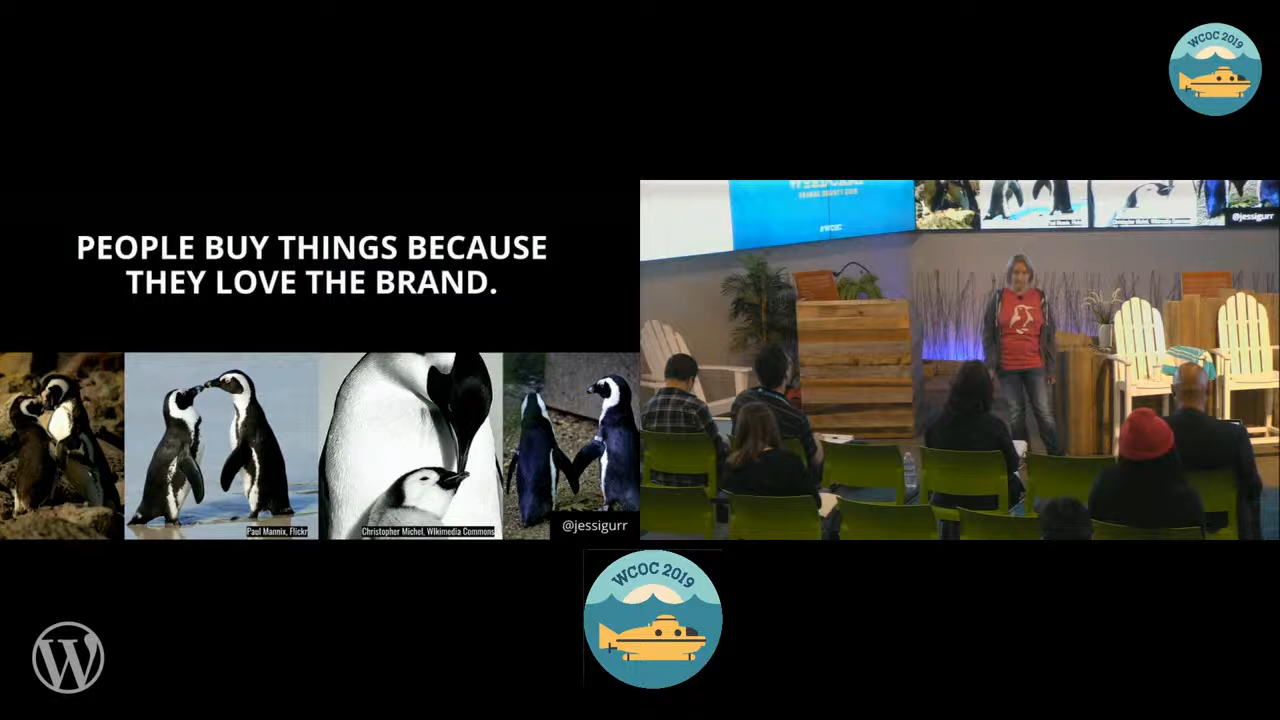 WCOC 2019
PEOPLE BUY THINGS BECAUSE
THEY LOVE THE BRAND.
Paul Mannix, Flickr
Christopher Michel, Wikimedia Commons
@jessigurr
#WCOC
@jessigurr
WCOC 2019